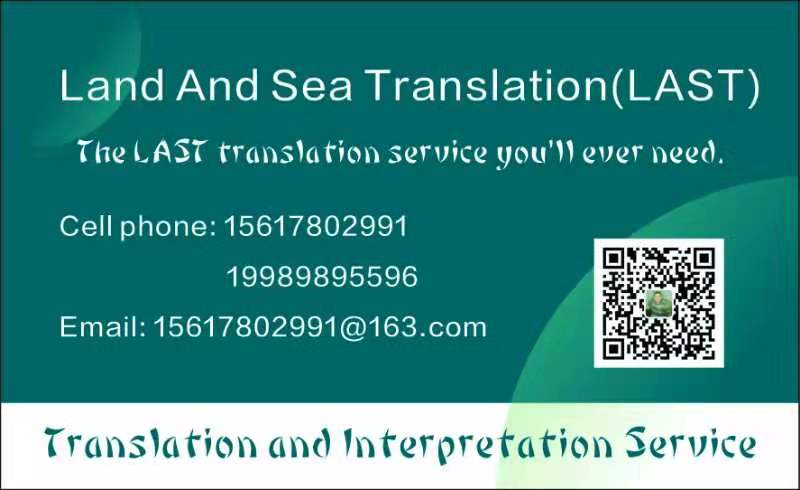 Land And Sea Translation(LAST)
The LAST translation service you'll ever need.
Cell phone: 15617802991
19989895596
Email: 15617802991@163.com
Translation and Interpretation Service